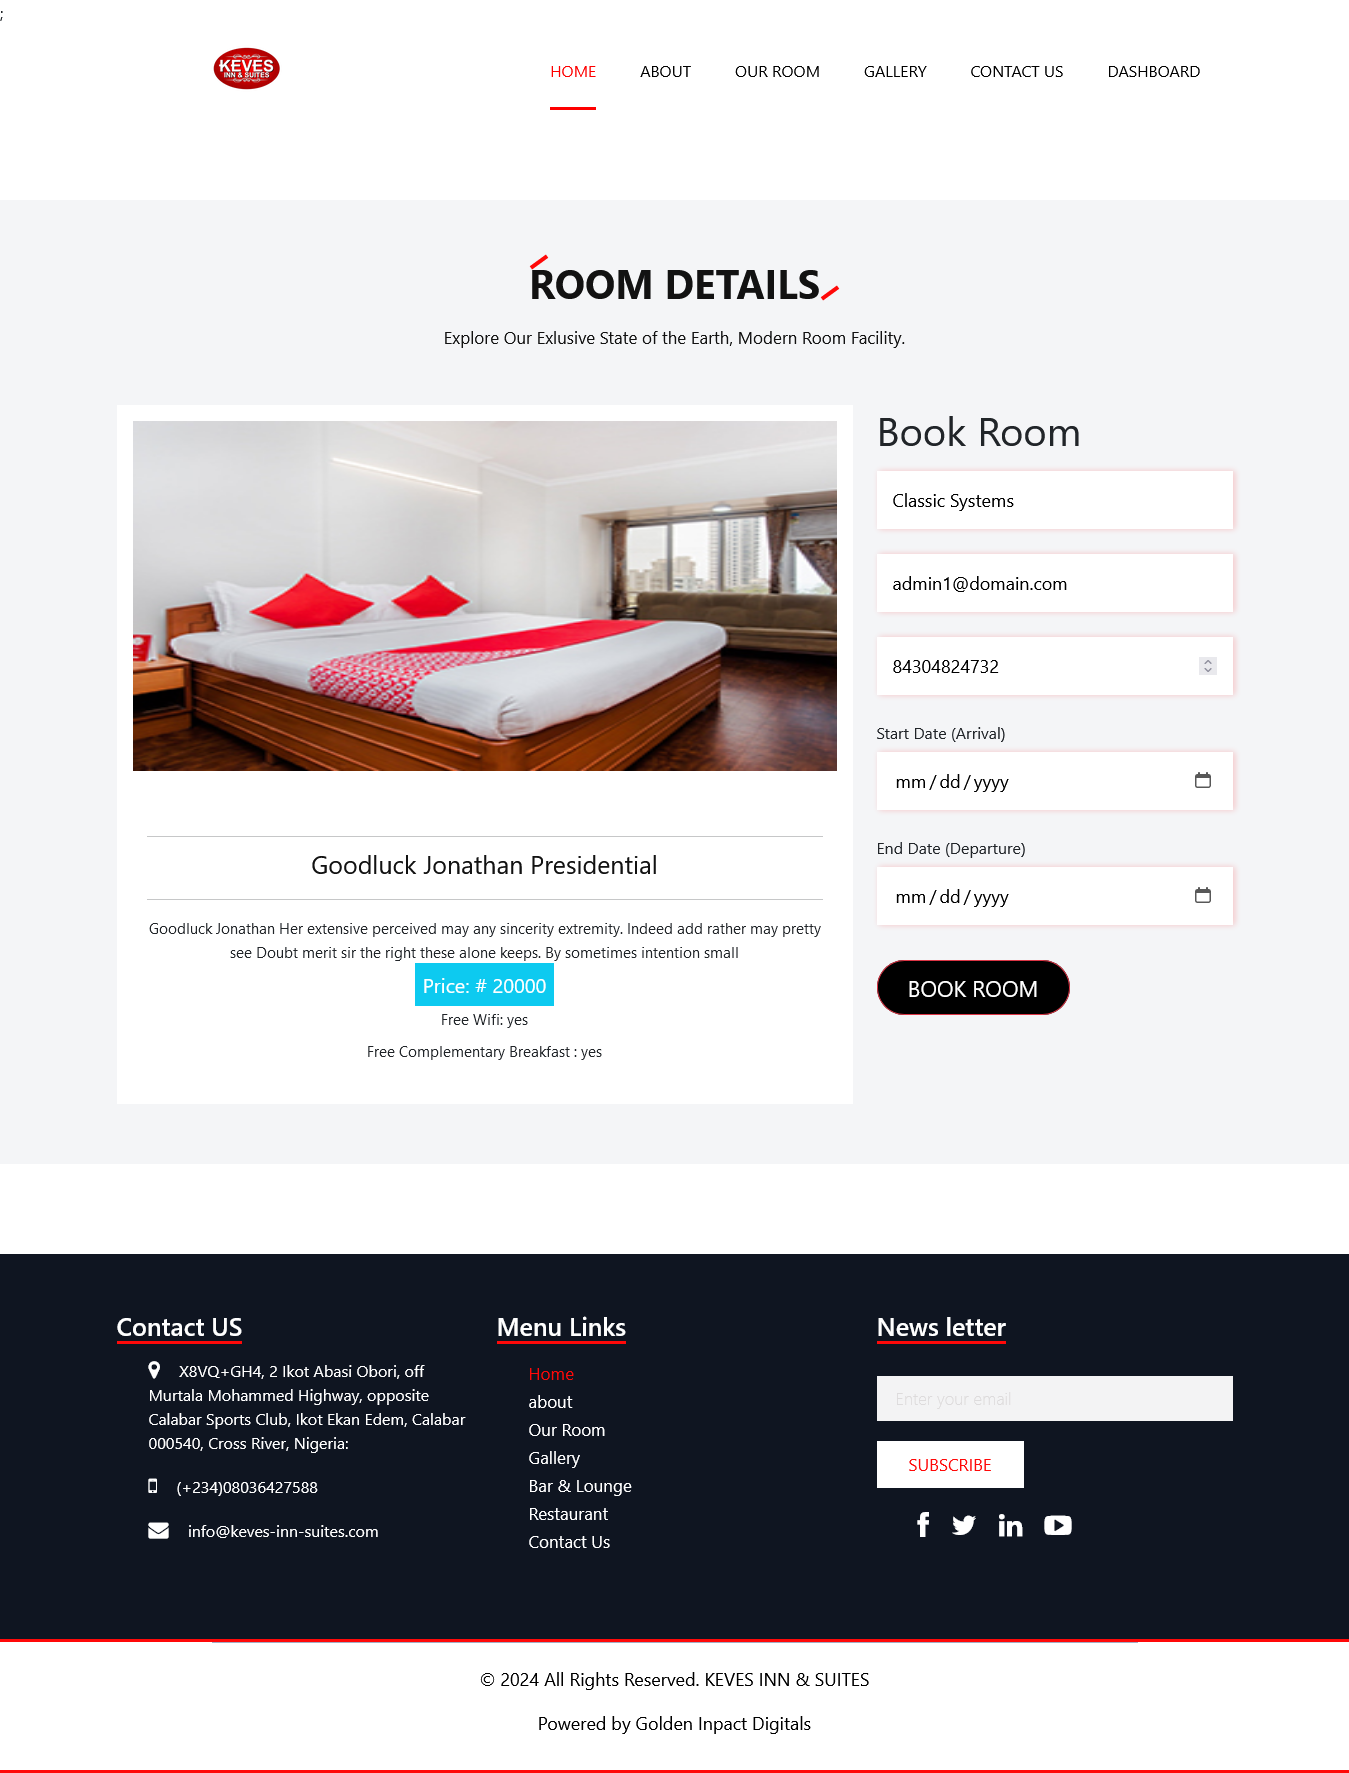 ;
KEVES
INN & SUITES
HOME
ABOUT
OUR ROOM
GALLERY
CONTACT US
DASHBOARD
ROOM DETAILS
Explore Our Exlusive State of the Earth, Modern Room Facility.
Goodluck Jonathan Presidential
Goodluck Jonathan Her extensive perceived may any sincerity extremity. Indeed add rather may pretty
see Doubt merit sir the right these alone keeps. By sometimes intention small
Price: # 20000
Free Wifi: yes
Free Complementary Breakfast : yes
Book Room
Classic Systems
admin1@domain.com
84304824732
Start Date (Arrival)
mm/dd/yyyy
End Date (Departure)
mm/dd/yyyy
BOOK ROOM
Contact US
X8VQ+GH4, 2 Ikot Abasi Obori, off
Murtala Mohammed Highway, opposite
Calabar Sports Club, Ikot Ekan Edem, Calabar
000540, Cross River, Nigeria:
(+234)08036427588
info@keves-inn-suites.com
Menu Links
Home
about
Our Room
Gallery
Bar & Lounge
Restaurant
Contact Us
News letter
Enter your email
SUBSCRIBE
© 2024 All Rights Reserved. KEVES INN & SUITES
Powered by Golden Inpact Digitals